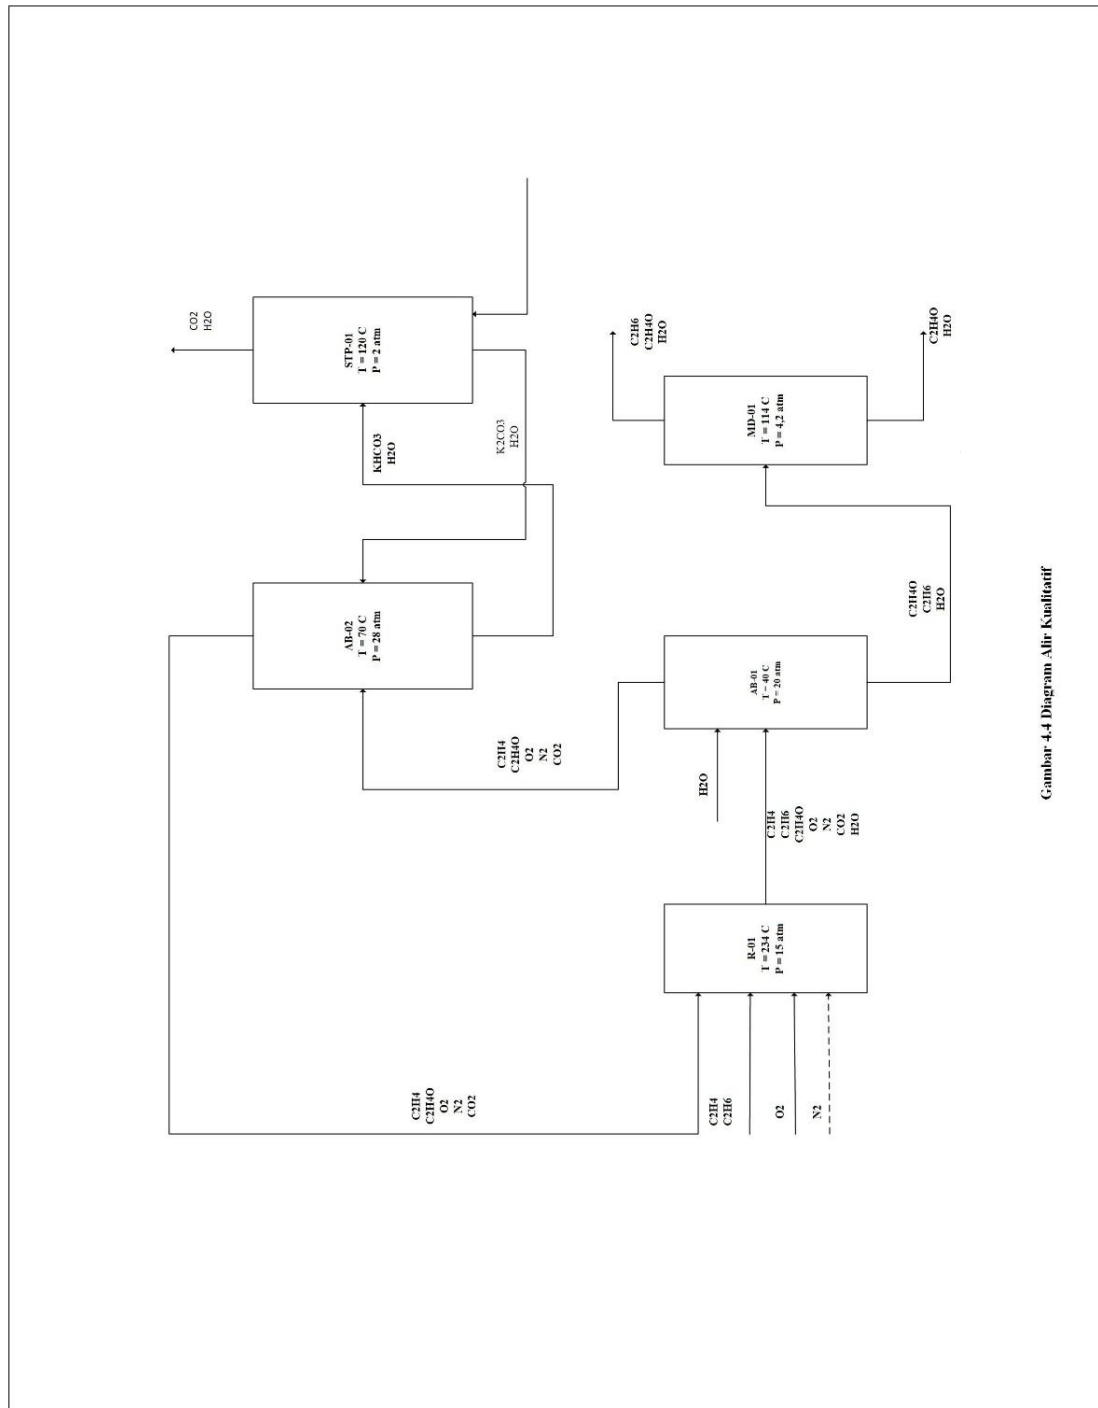 CO2
H2O
STP-01
T = 120 C
P = 2 atm
KHCO3
H2O
K2CO3
H2O
AB-02
T = 70 C
P = 28 atm
C2H4
C2H4O
O2
N2
CO2
C2H4
C2H4O
O2
N2
CO2
C2H6
C2H4O
H2O
MD-01
T = 114 C
P = 4,2 atm
C2H4O
H2O
C2H4O
C2H6
H2O
AB-01
T = 40 C
P = 20 atm
H2O
C2H4
C2H6
C2H4O
O2
N2
CO2
H2O
R-01
T = 234 C
P = 15 atm
C2H4
C2H6
O2
N2
Gambar 4.4 Diagram Alir Kualitatif